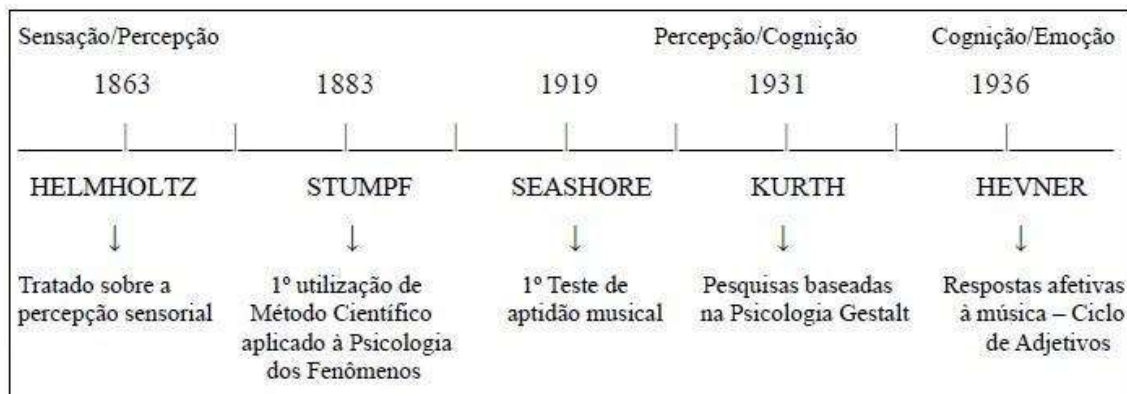 Sensação/Percepção Percepção/Cognição Cognição/Emoção
1863 1883 1919 1931 1936
HELMHOLTZ STUMPF SEASHORE KURTH HEVNER
↓ ↓ ↓ ↓ ↓
Tratado sobre a
percepção sensorial
1º utilização de
Método Científico
aplicado à Psicologia
dos Fenômenos
1º Teste de
aptidão musical
Pesquisas baseadas
na Psicologia Gestalt
Respostas afetivas
à música – Ciclo
de Adjetivos